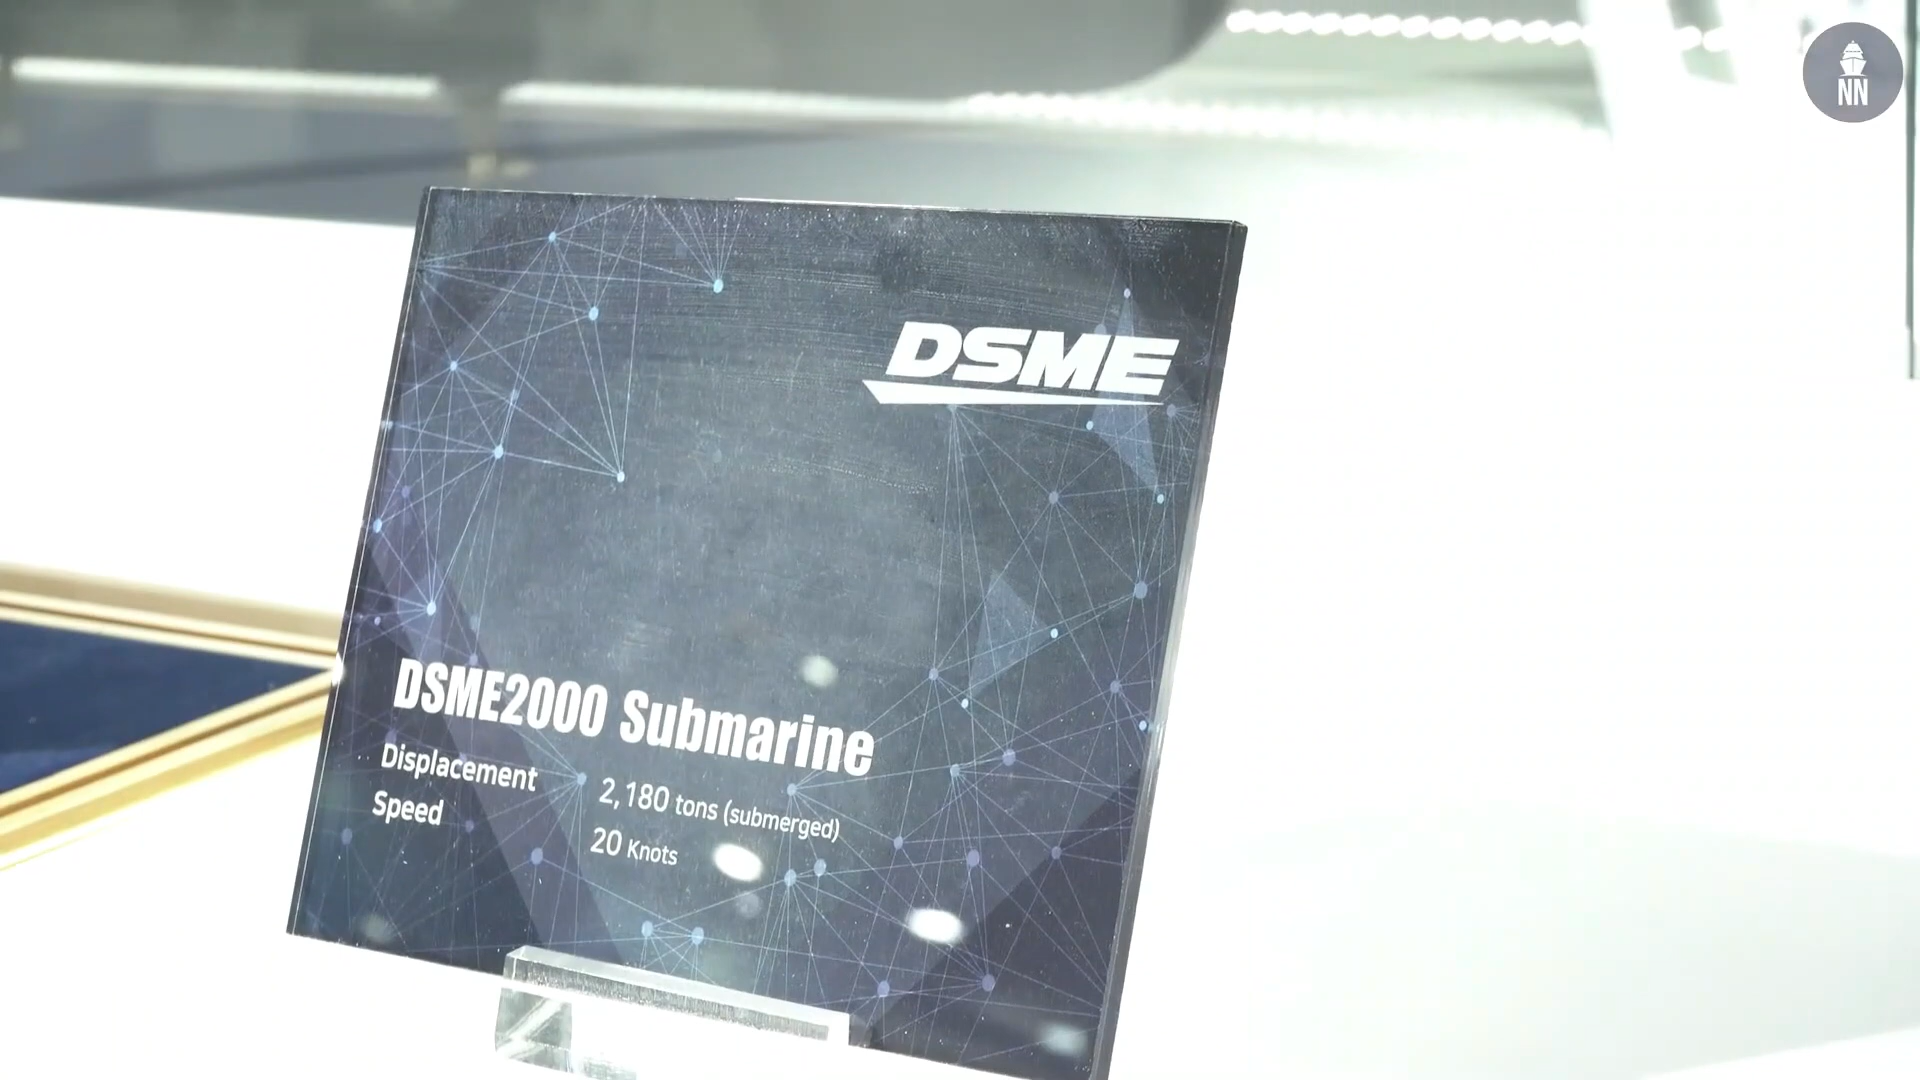 NN
DSME
DSME2000 Submarine
Displacement 2,180 tons (submerged)
Speed 20 Knots